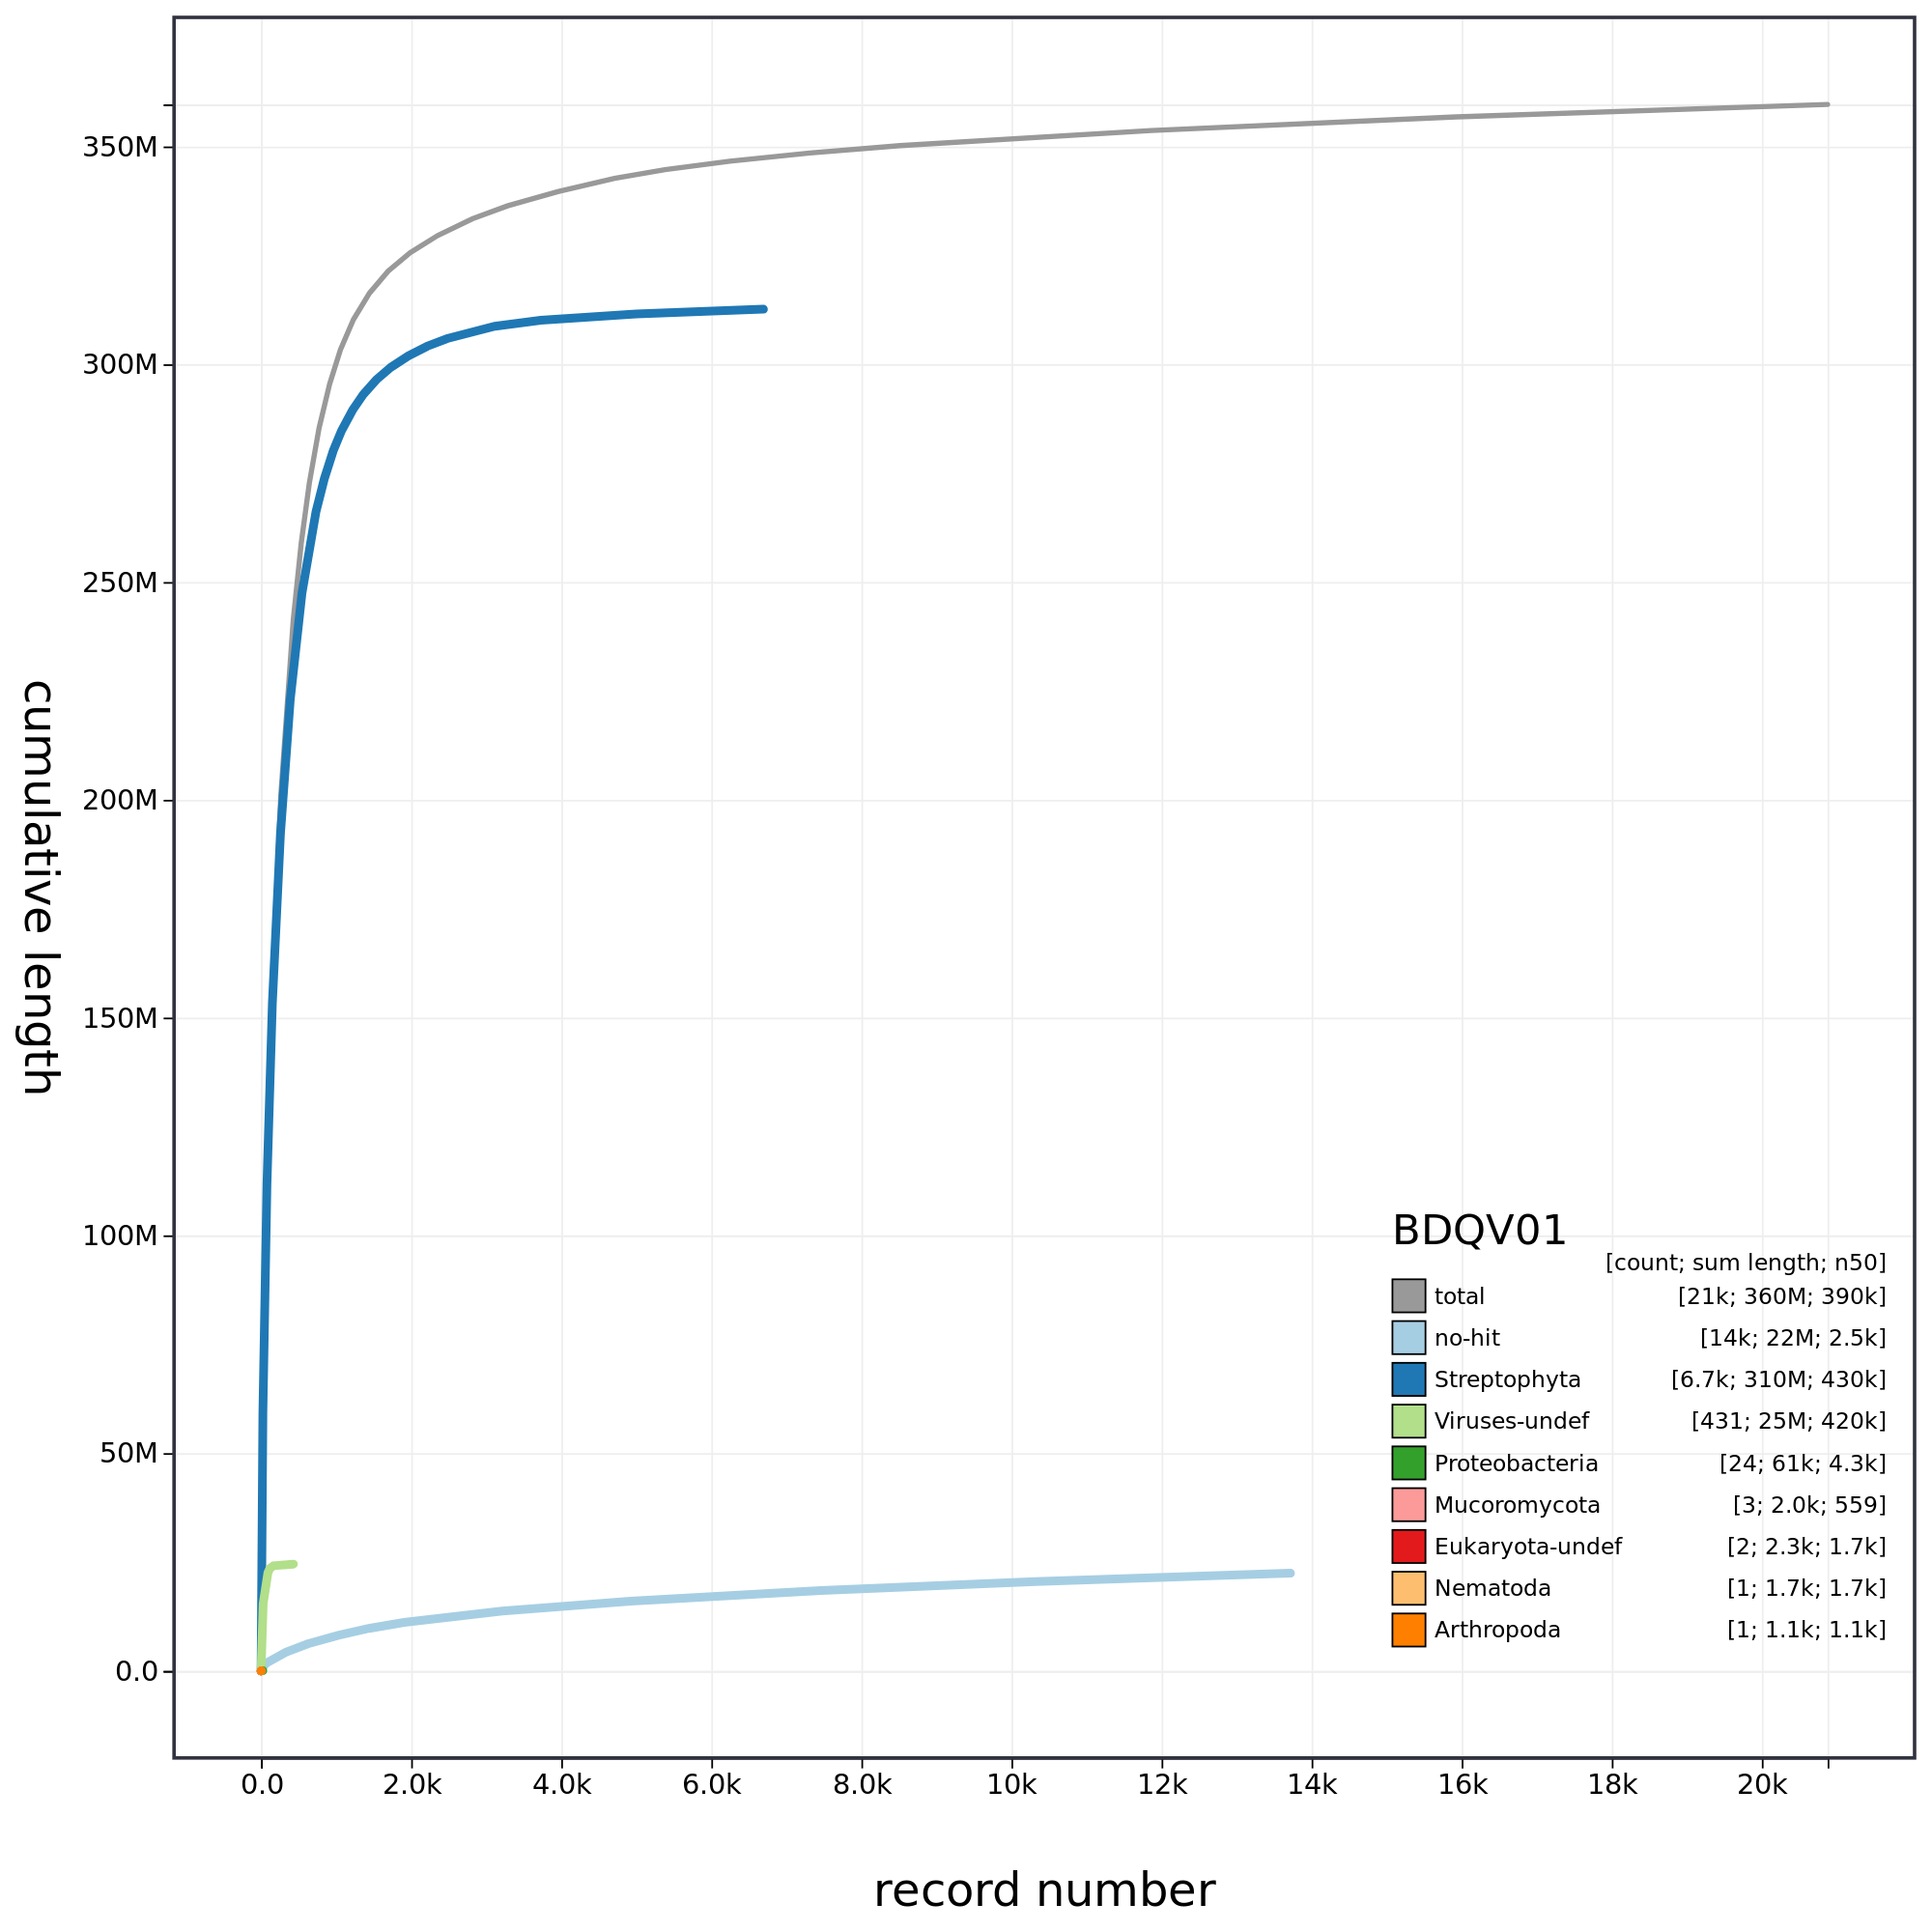 cumulative length
350M
300M
250M
200M
150M
100M
50M
0.0
BDQV01
[count; sum length; n50]
total [21k; 360M; 390k]
no-hit [14k; 22M; 2.5k]
Streptophyta [6.7k; 310M; 430k]
Viruses-undef [431; 25M; 420k]
Proteobacteria [24; 61k; 4.3k]
Mucoromycota [3; 2.0k; 559]
Eukaryota-undef [2; 2.3k; 1.7k]
Nematoda [1; 1.7k; 1.7k]
Arthropoda [1; 1.1k; 1.1k]
0.0 2.0k 4.0k 6.0k 8.0k 10k 12k 14k 16k 18k 20k
record number